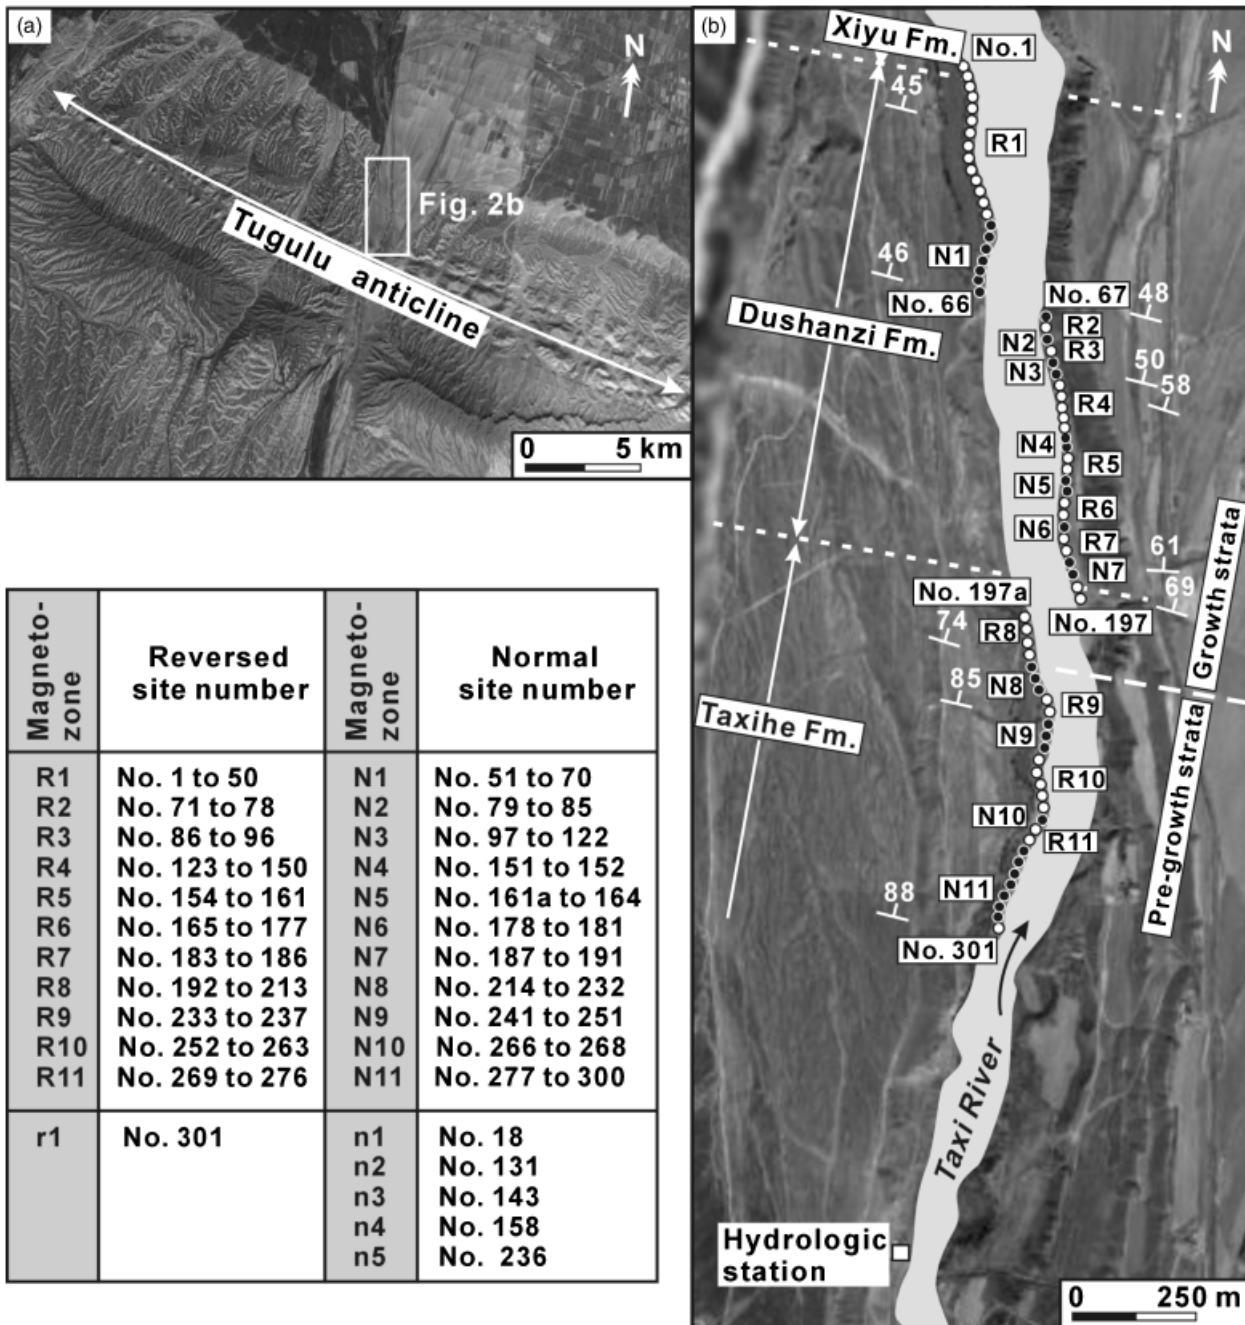 (a)
N
Fig. 2b
Tugulu anticline
0 5 km
Magneto-
zone
Reversed
site number
Magneto-
zone
Normal
site number
R1 No. 1 to 50 N1 No. 51 to 70
R2 No. 71 to 78 N2 No. 79 to 85
R3 No. 86 to 96 N3 No. 97 to 122
R4 No. 123 to 150 N4 No. 151 to 152
R5 No. 154 to 161 N5 No. 161a to 164
R6 No. 165 to 177 N6 No. 178 to 181
R7 No. 183 to 186 N7 No. 187 to 191
R8 No. 192 to 213 N8 No. 214 to 232
R9 No. 233 to 237 N9 No. 241 to 251
R10 No. 252 to 263 N10 No. 266 to 268
R11 No. 269 to 276 N11 No. 277 to 300
r1 No. 301 n1 No. 18
n2 No. 131
n3 No. 143
n4 No. 158
n5 No. 236
(b)
Xiyu Fm.
No.1
N
45
R1
46
N1
No. 66
No. 67
48
Dushanzi Fm.
R2
N2
R3
N3
50
58
R4
N4
R5
N5
R6
N6
R7
61
N7
69
No. 197a
No. 197
Growth strata
74
R8
85
N8
R9
Pre-growth strata
Taxihe Fm.
N9
R10
N10
R11
88
N11
No. 301
Taxi River
Hydrologic
station
0 250 m